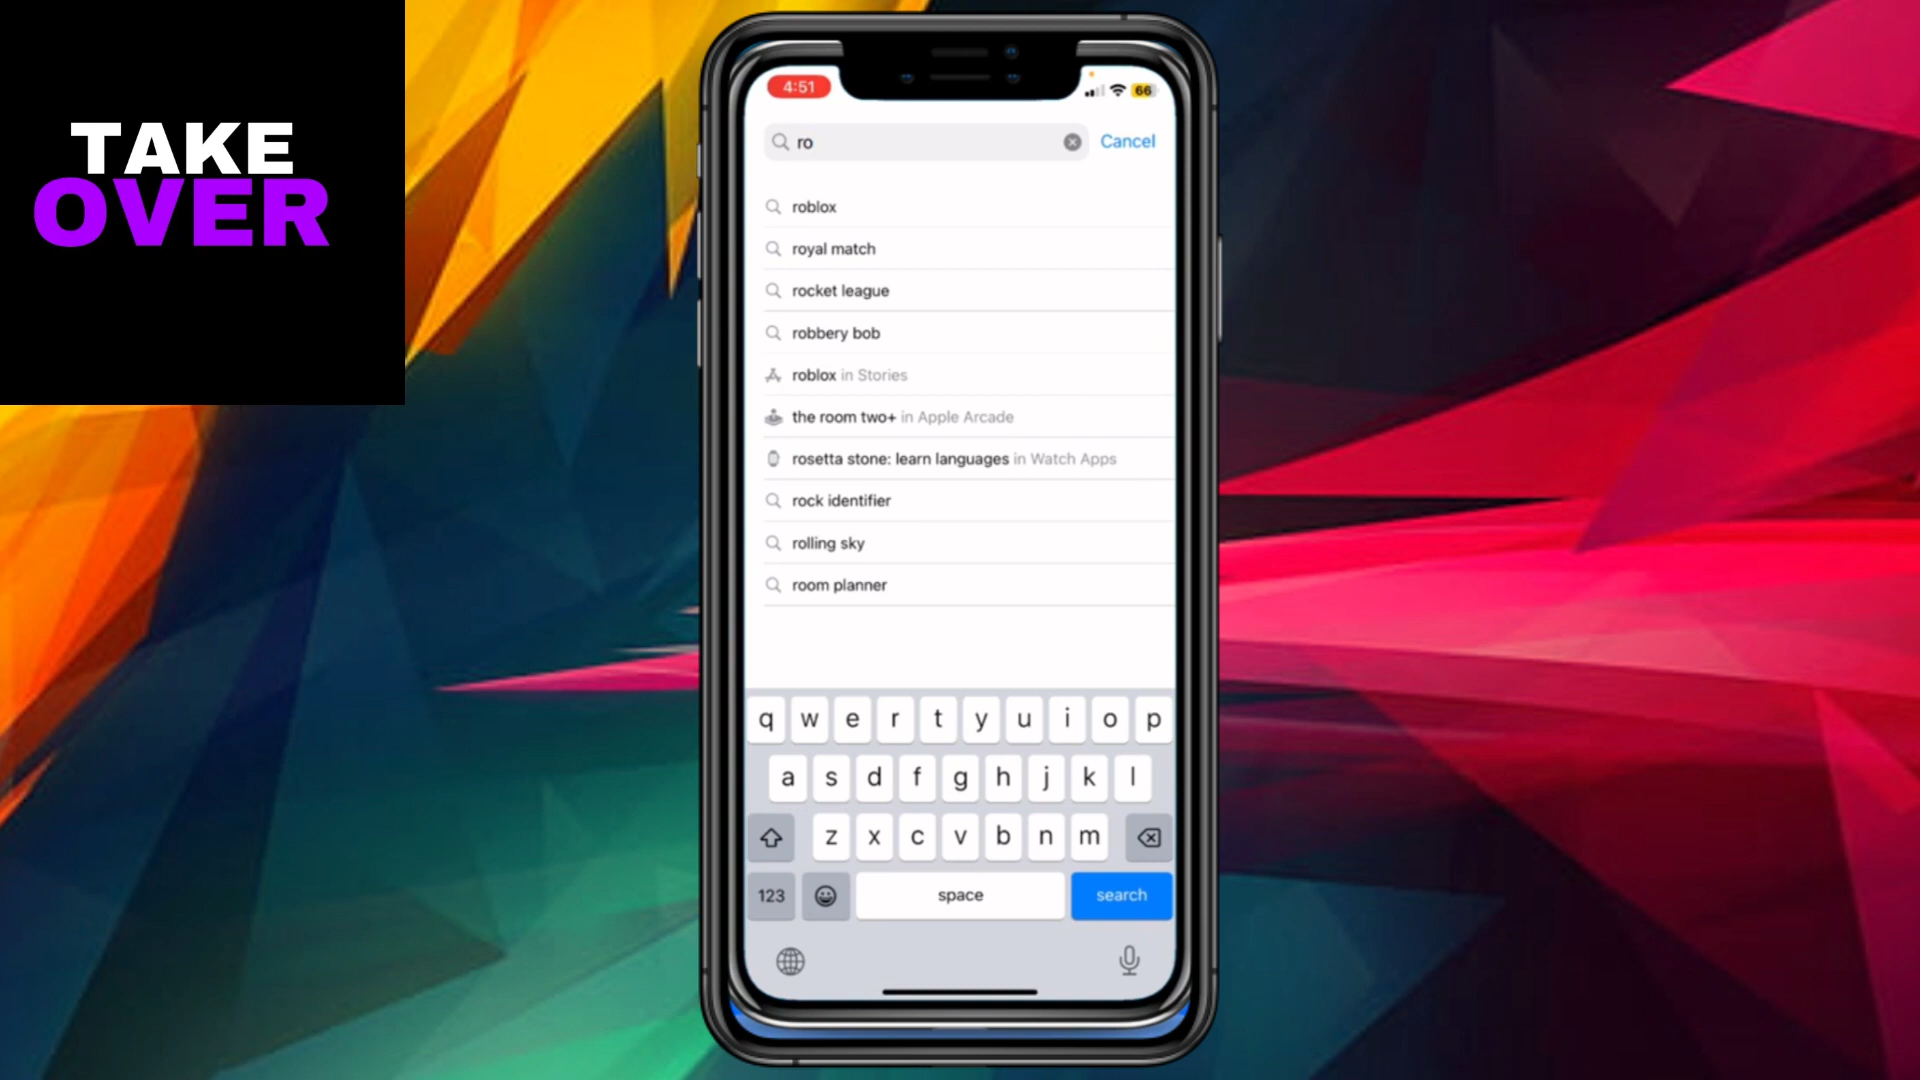 TAKE
OVER
4:51
66
ro
Cancel
roblox
royal match
rocket league
robbery bob
roblox in Stories
the room two+ in Apple Arcade
rosetta stone: learn languages in Watch Apps
rock identifier
rolling sky
room planner
q w e r t y u i o p
a s d f g h j k l
z x c v b n m
123 space search